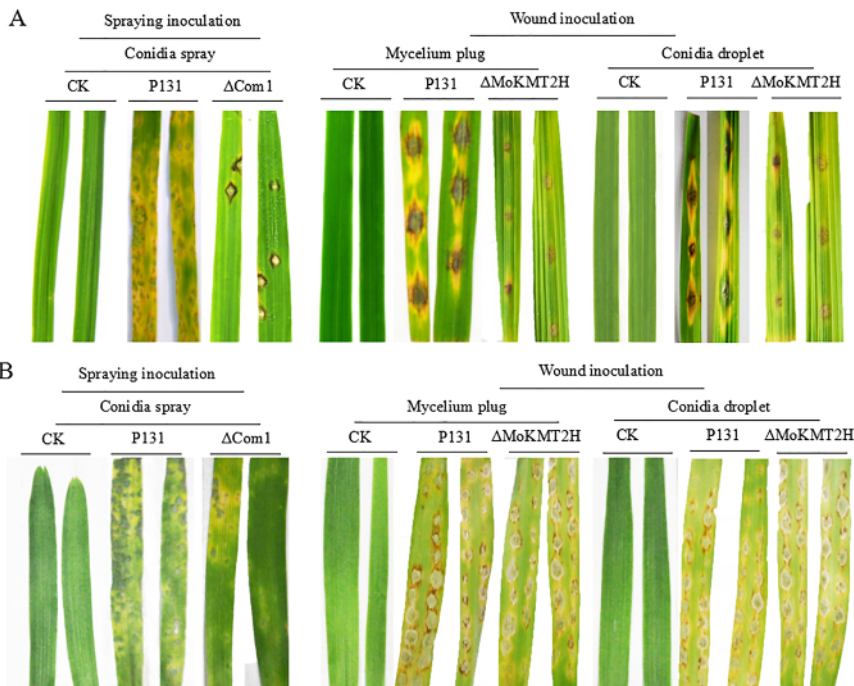 A
Spraying inoculation
Wound inoculation
Conidia spray
Mycelium plug
Conidia droplet
CK P131 ΔCom1 CK P131 ΔMoKMT2H CK P131 ΔMoKMT2H
B
Spraying inoculation
Wound inoculation
Conidia spray
Mycelium plug
Conidia droplet
CK P131 ΔCom1 CK P131 ΔMoKMT2H CK P131 ΔMoKMT2H